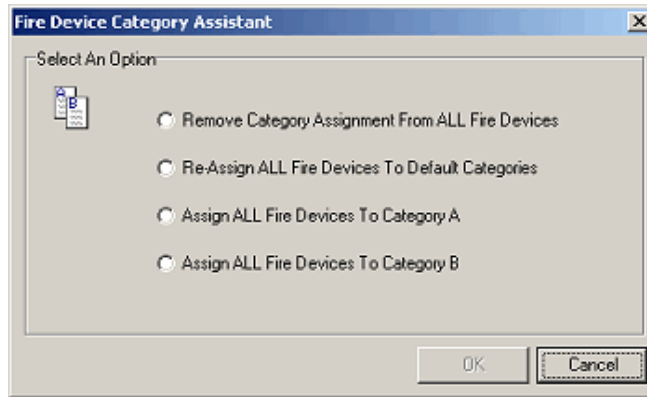 Fire Device Category Assistant
Select An Option
A
B
Remove Category Assignment From ALL Fire Devices
Re-Assign ALL Fire Devices To Default Categories
Assign ALL Fire Devices To Category A
Assign ALL Fire Devices To Category B
OK Cancel